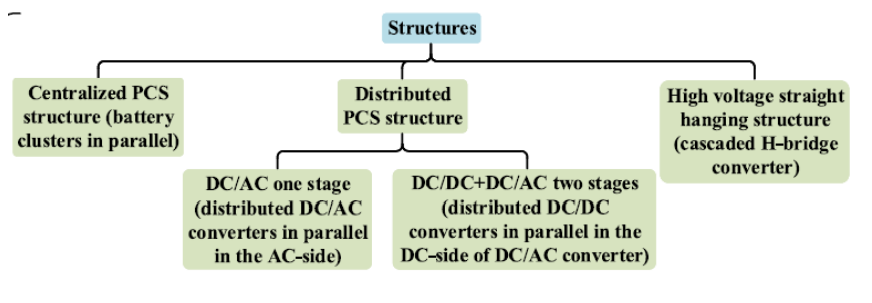 Structures
Centralized PCS
structure (battery
clusters in parallel)
Distributed
PCS structure
High voltage straight
hanging structure
(cascaded H-bridge
converter)
DC/AC one stage
(distributed DC/AC
converters in parallel
in the AC-side)
DC/DC+DC/AC two stages
(distributed DC/DC
converters in parallel in the
DC-side of DC/AC converter)